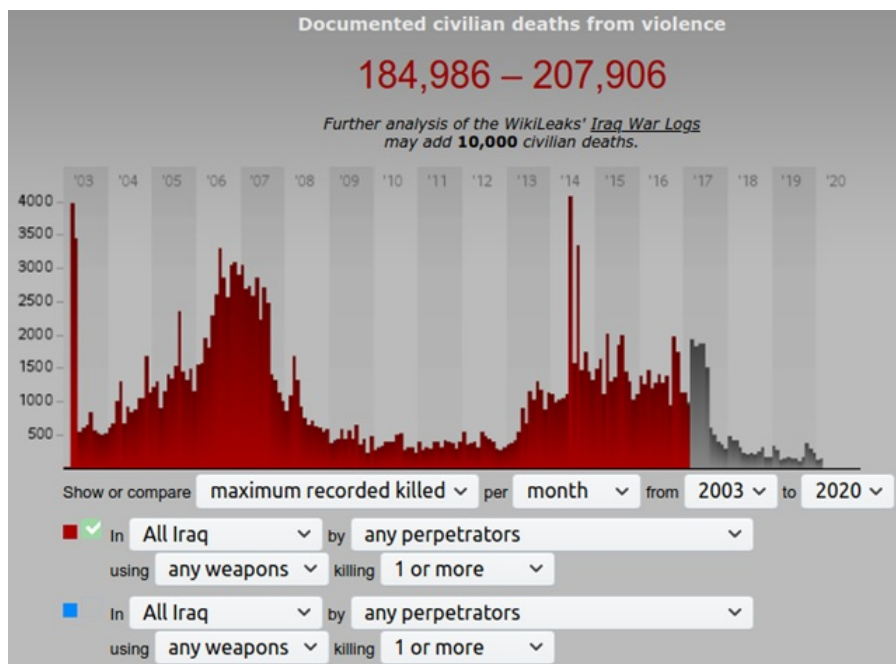 Documented civilian deaths from violence
184,986 – 207,906
Further analysis of the WikiLeaks' Iraq War Logs
may add 10,000 civilian deaths.
'03 '04 '05 '06 '07 '08 '09 '10 '11 '12 '13 '14 '15 '16 '17 '18 '19 '20
4000
3500
3000
2500
2000
1500
1000
500
Show or compare maximum recorded killed per month from 2003 to 2020
In All Iraq by any perpetrators
using any weapons killing 1 or more
In All Iraq by any perpetrators
using any weapons killing 1 or more